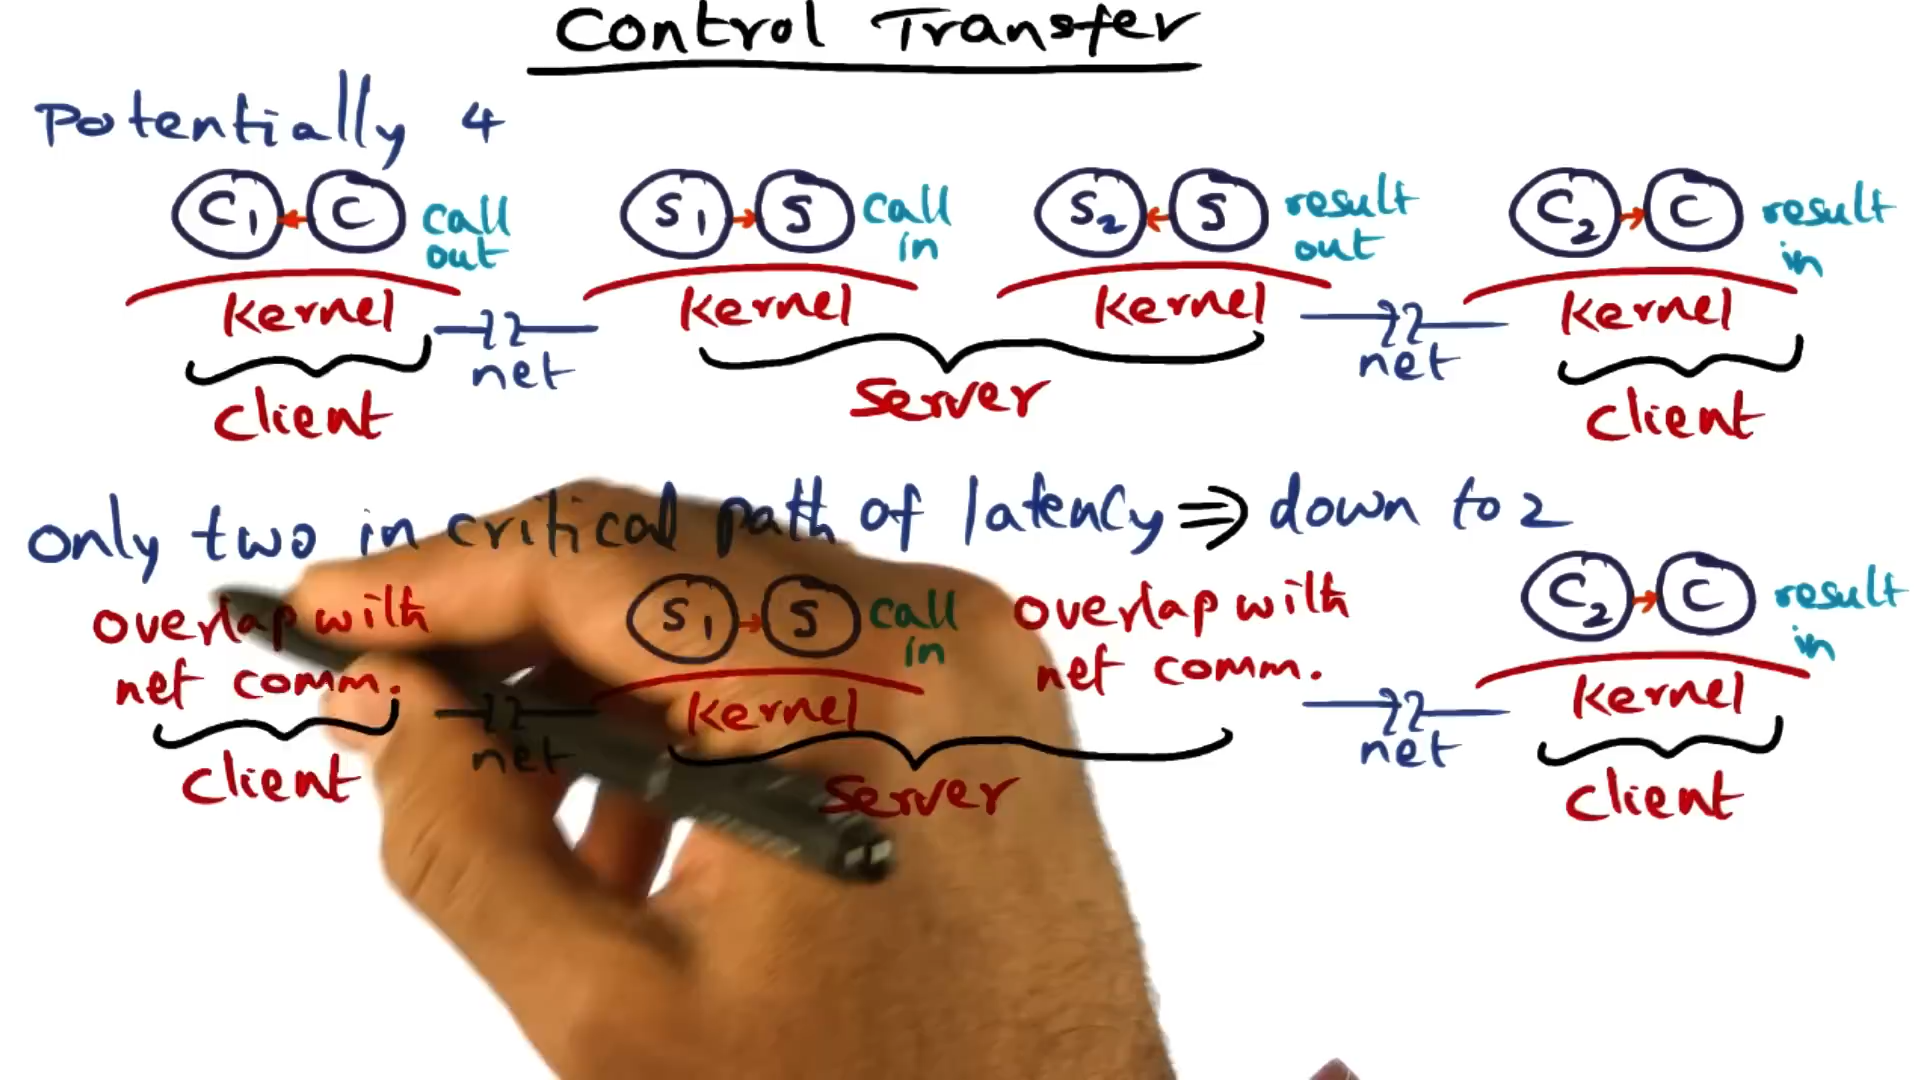 Control Transfer
Potentially 4
C1 C call out
S1 S call in
S2 S result out
C2 C result in
kernel kernel kernel kernel
net net
client server client
only two in critical path of latency ⇒ down to 2
overlap with net comm.
S1 S call in
overlap with net comm.
C2 C result in
kernel kernel
net net
client server client